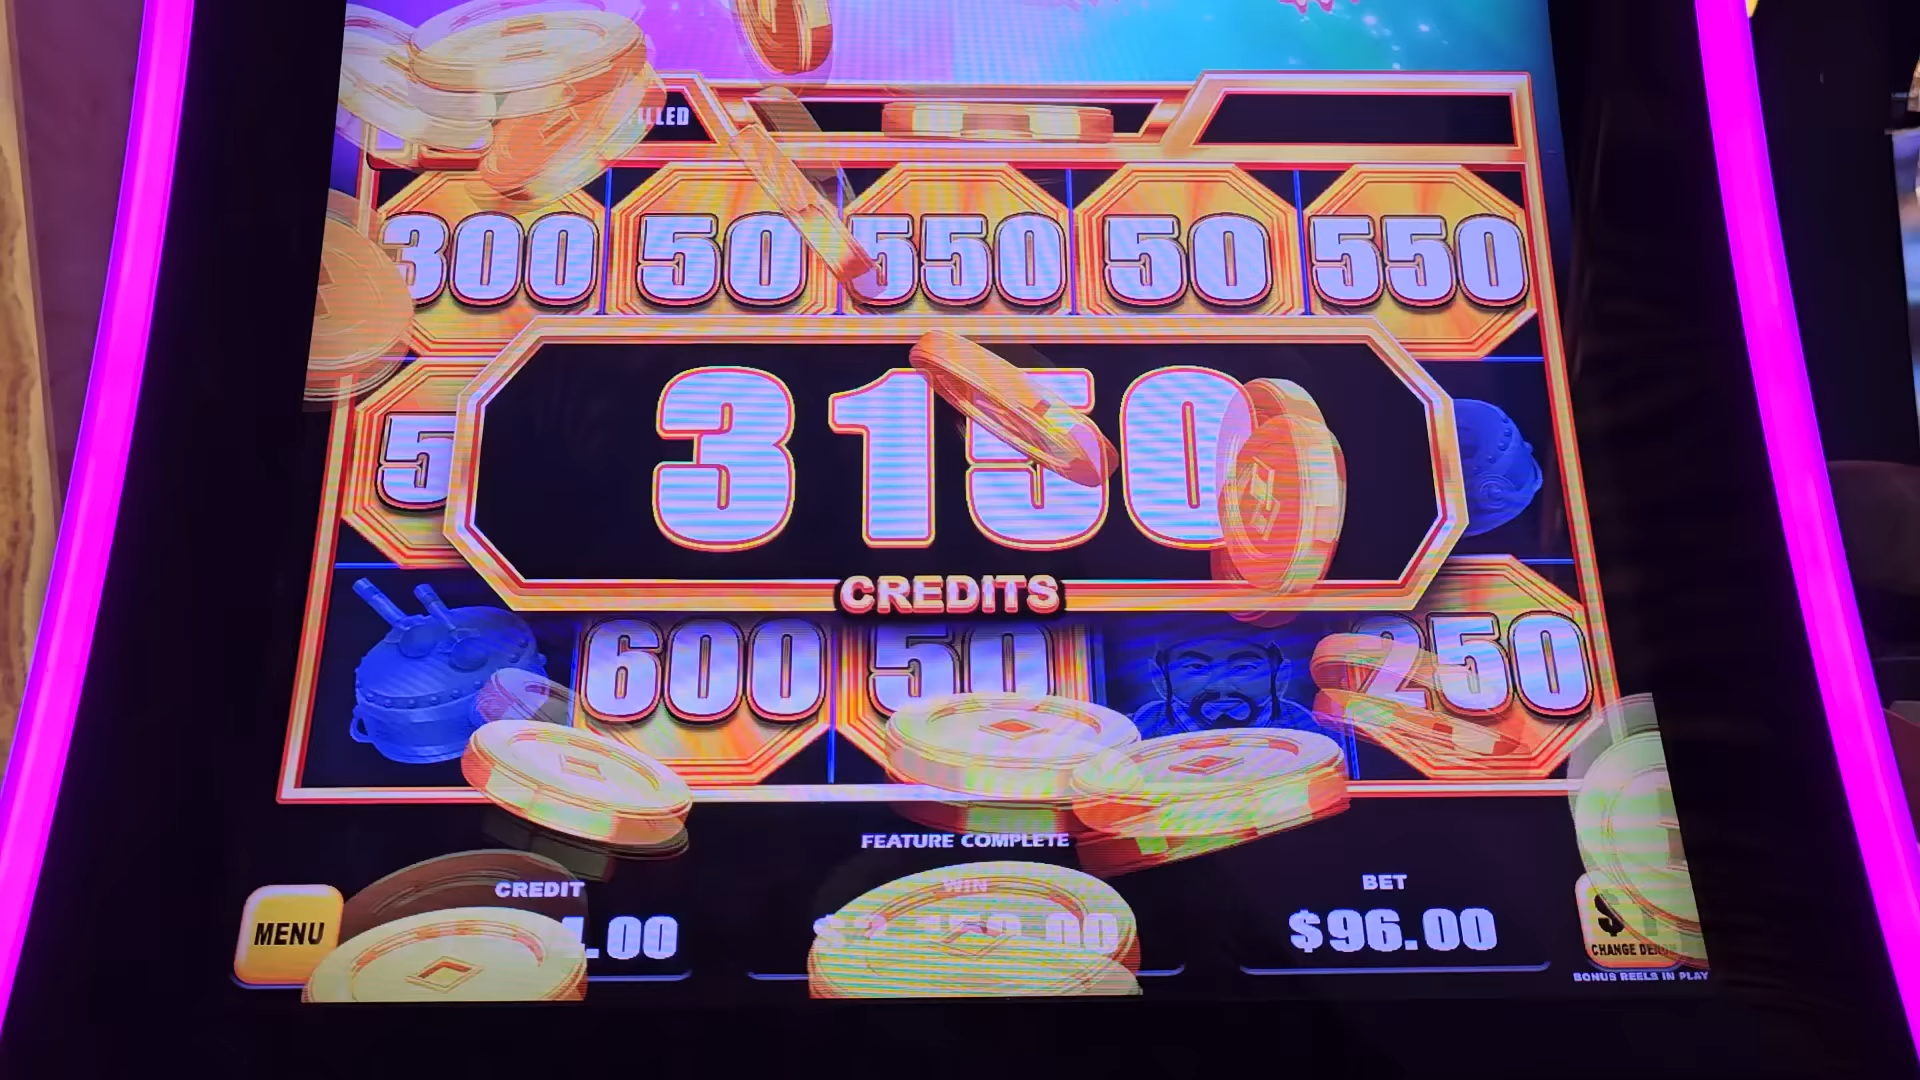 300 50 550 50 550
3150
CREDITS
600 50 250
FEATURE COMPLETE
CREDIT WIN BET
MENU .00 $96.00
CHANGE
BONUS REELS IN PLAY